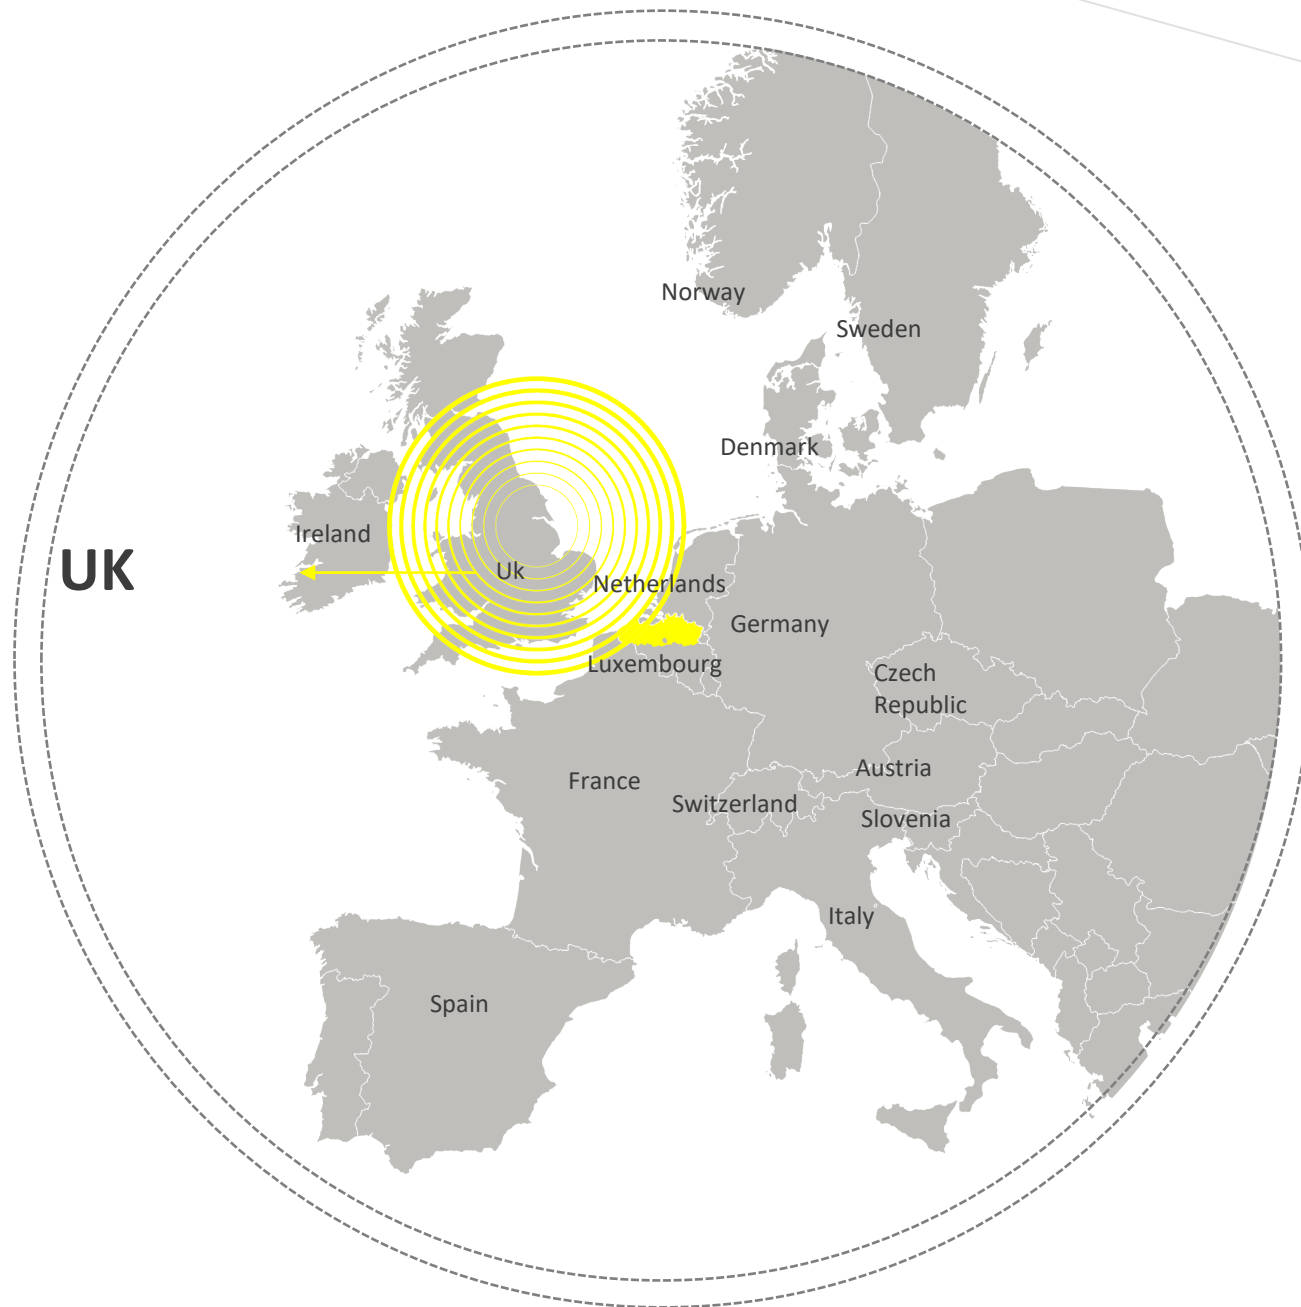 Norway
Sweden
Denmark
Ireland
UK
Uk
Netherlands
Germany
Luxembourg
Czech
Republic
Austria
France
Switzerland
Slovenia
Italy
Spain